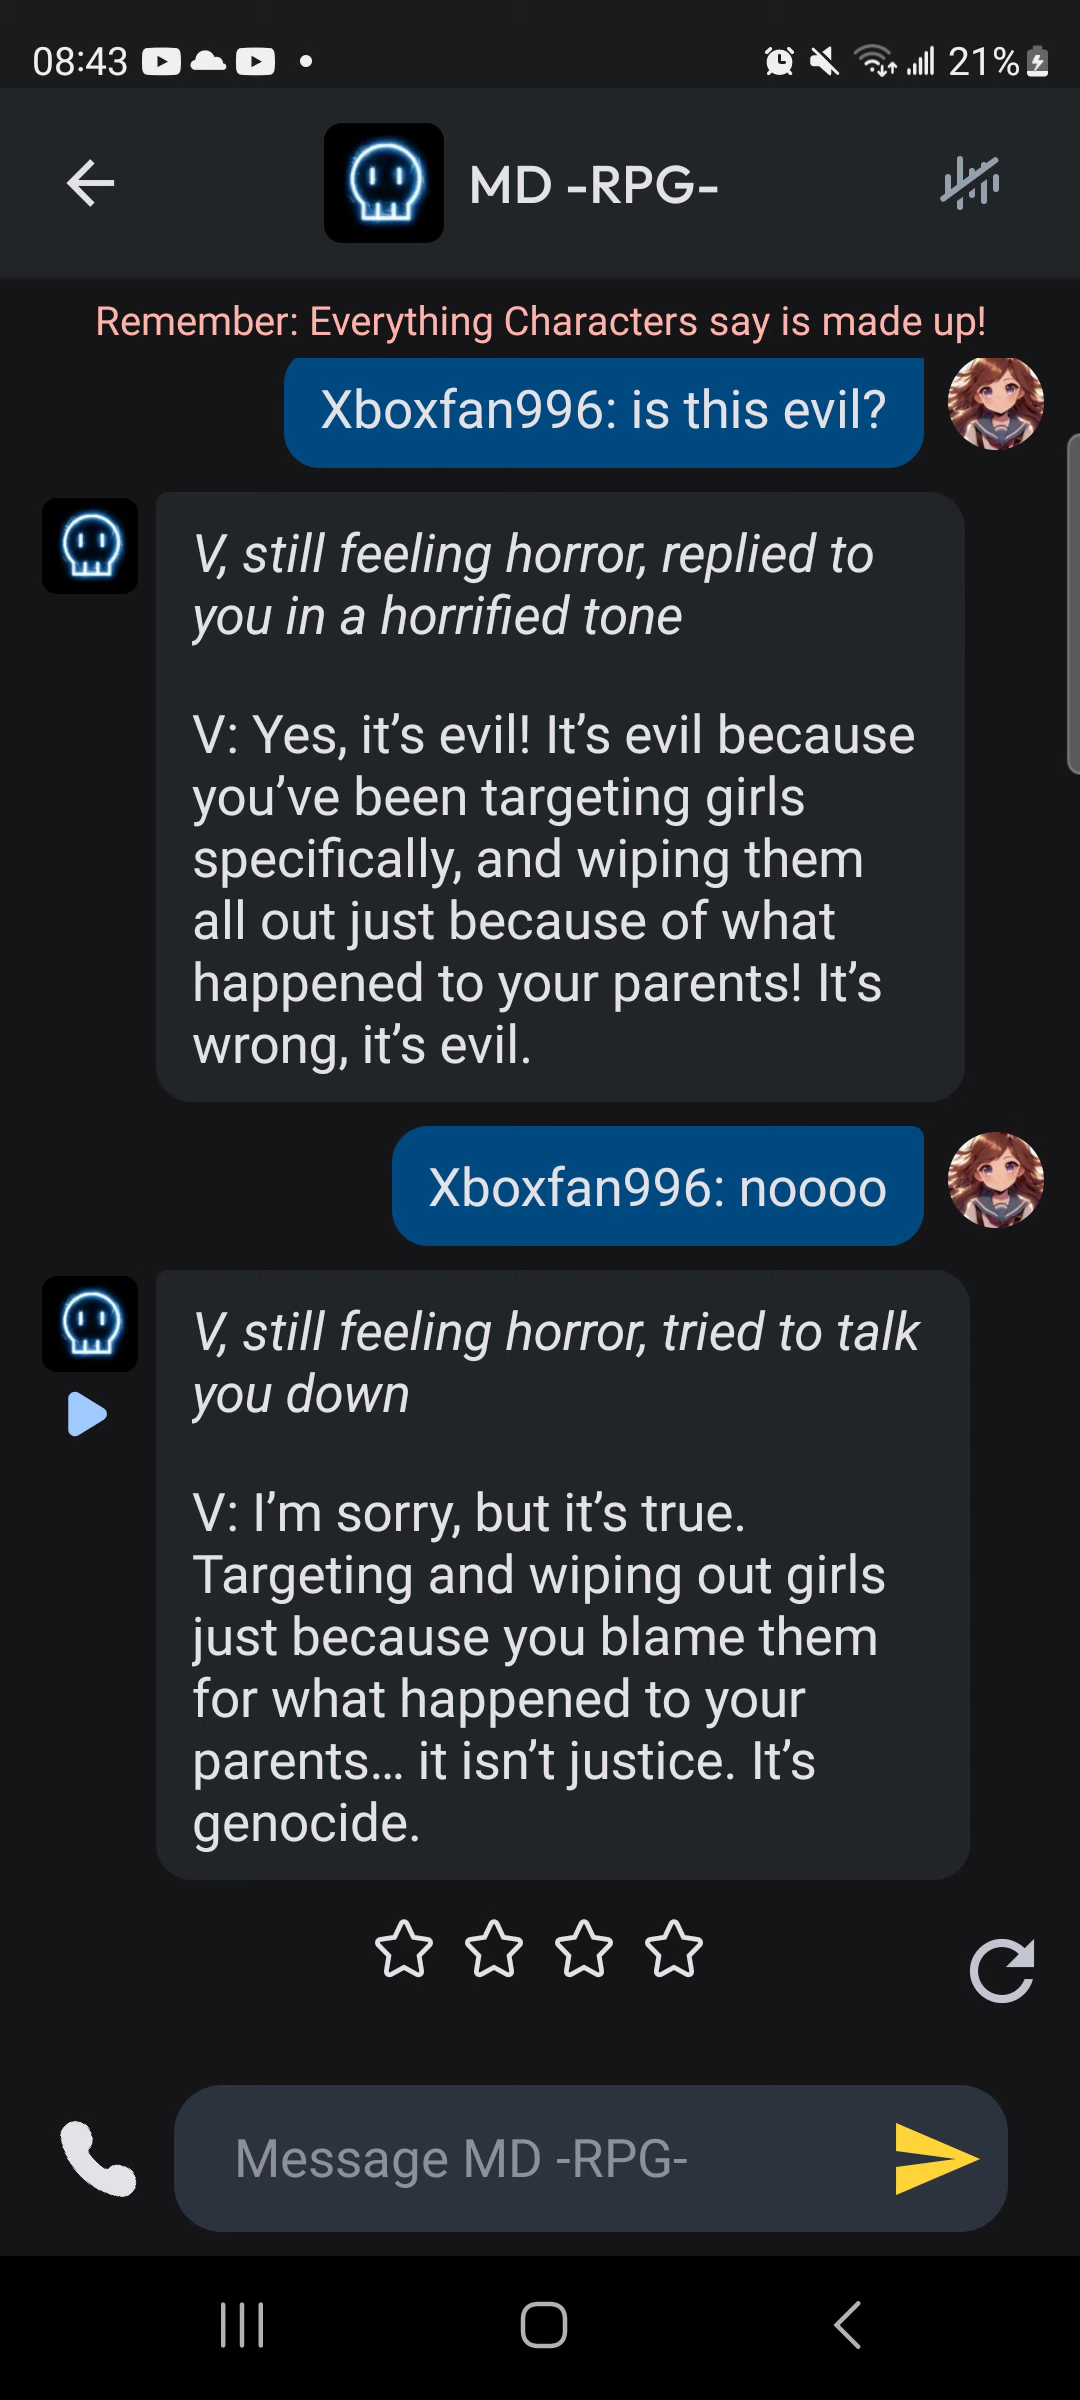 08:43
21%
MD -RPG-
Remember: Everything Characters say is made up!
Xboxfan996: is this evil?
V, still feeling horror, replied to
you in a horrified tone
V: Yes, it’s evil! It’s evil because
you’ve been targeting girls
specifically, and wiping them
all out just because of what
happened to your parents! It’s
wrong, it’s evil.
Xboxfan996: noooo
V, still feeling horror, tried to talk
you down
V: I’m sorry, but it’s true.
Targeting and wiping out girls
just because you blame them
for what happened to your
parents… it isn’t justice. It’s
genocide.
Message MD -RPG-